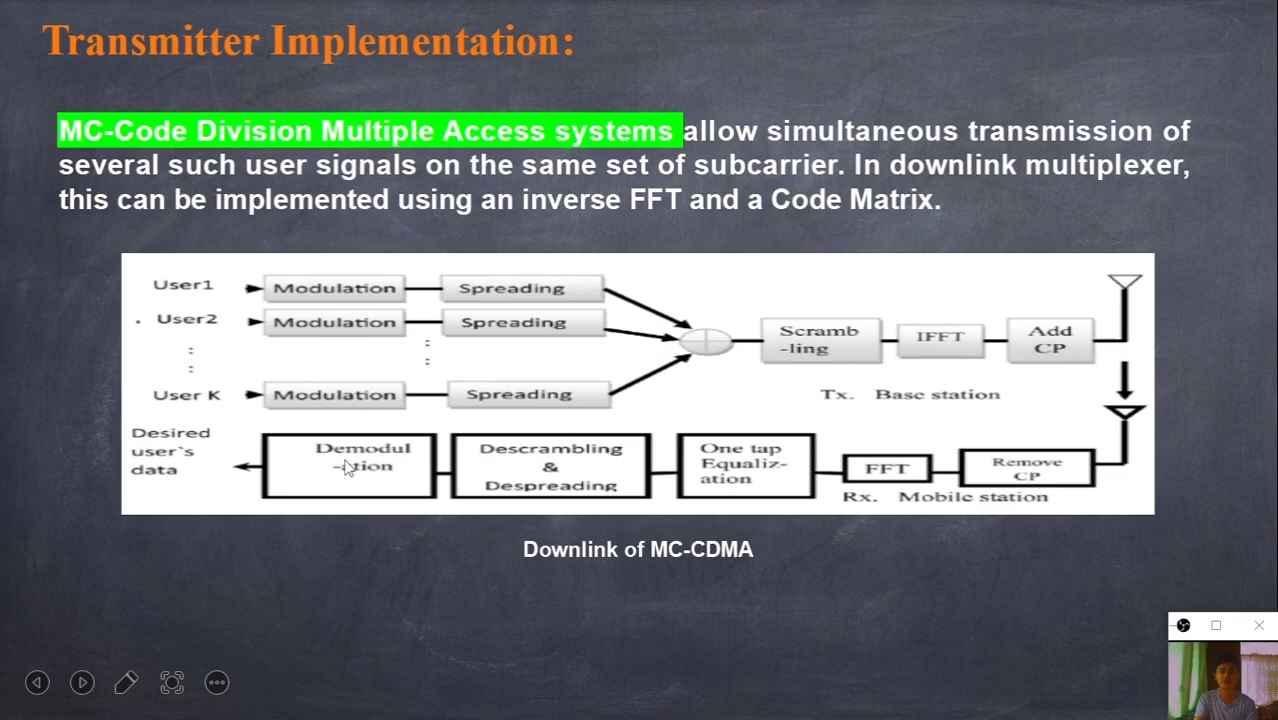 Transmitter Implementation:
MC-Code Division Multiple Access systems allow simultaneous transmission of
several such user signals on the same set of subcarrier. In downlink multiplexer,
this can be implemented using an inverse FFT and a Code Matrix.
User1 Modulation Spreading
. User2 Modulation Spreading
Scramb
-ling
IFFT
Add
CP
User K Modulation Spreading
Tx. Base station
Desired
user`s
data
Demodul
-ation
Descrambling
&
Despreading
One tap
Equaliz-
ation
FFT
Remove
CP
Rx. Mobile station
Downlink of MC-CDMA